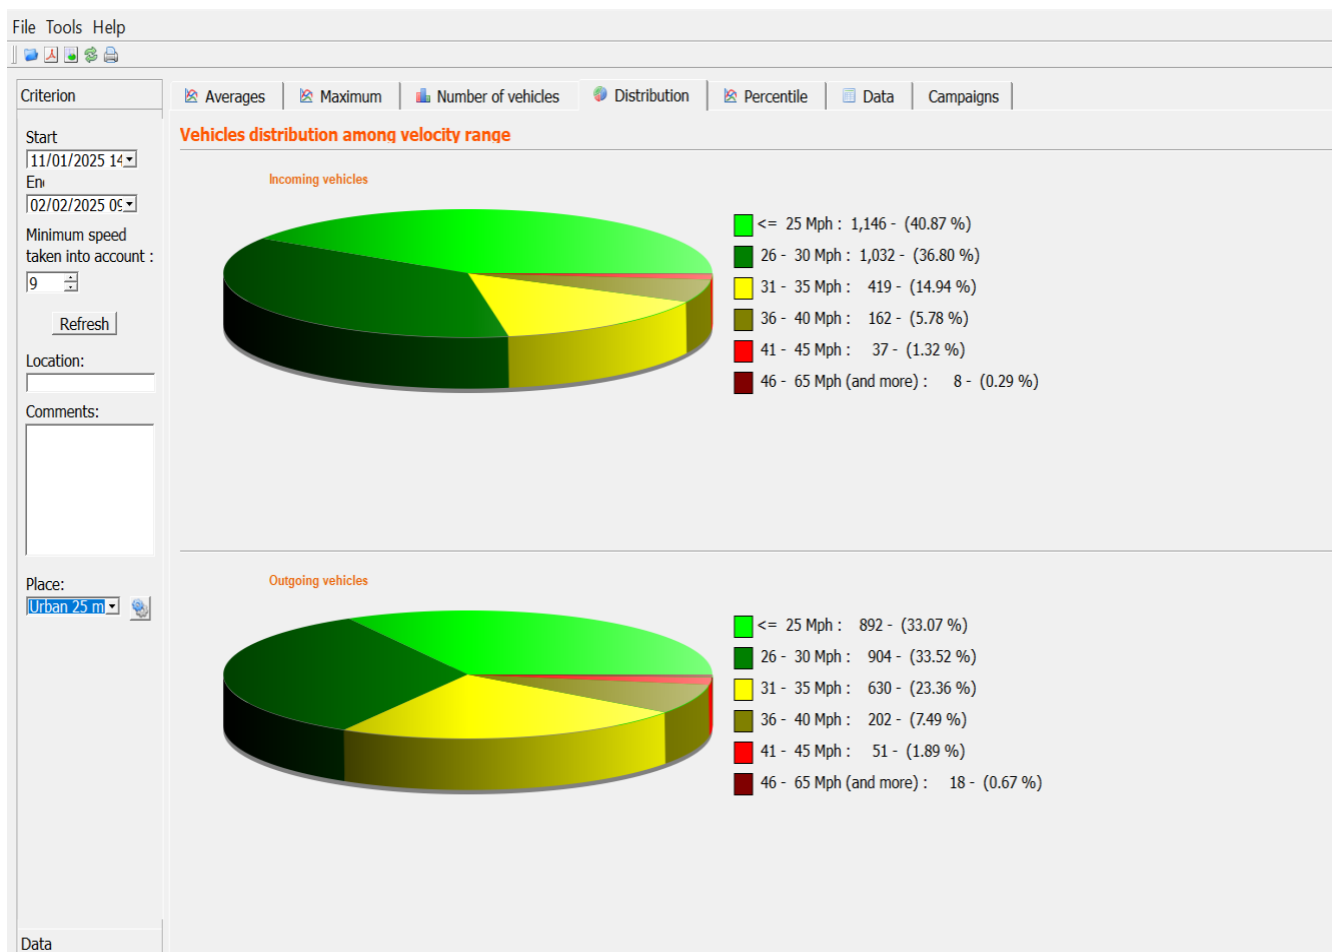 File Tools Help
Criterion
Averages Maximum Number of vehicles Distribution Percentile Data Campaigns
Vehicles distribution among velocity range
Start
11/01/2025 14
En
02/02/2025 09
Minimum speed
taken into account :
9
Refresh
Location:
Comments:
Place:
Urban 25 m
Data
Incoming vehicles
<= 25 Mph : 1,146 - (40.87 %)
26 - 30 Mph : 1,032 - (36.80 %)
31 - 35 Mph : 419 - (14.94 %)
36 - 40 Mph : 162 - (5.78 %)
41 - 45 Mph : 37 - (1.32 %)
46 - 65 Mph (and more) : 8 - (0.29 %)
Outgoing vehicles
<= 25 Mph : 892 - (33.07 %)
26 - 30 Mph : 904 - (33.52 %)
31 - 35 Mph : 630 - (23.36 %)
36 - 40 Mph : 202 - (7.49 %)
41 - 45 Mph : 51 - (1.89 %)
46 - 65 Mph (and more) : 18 - (0.67 %)